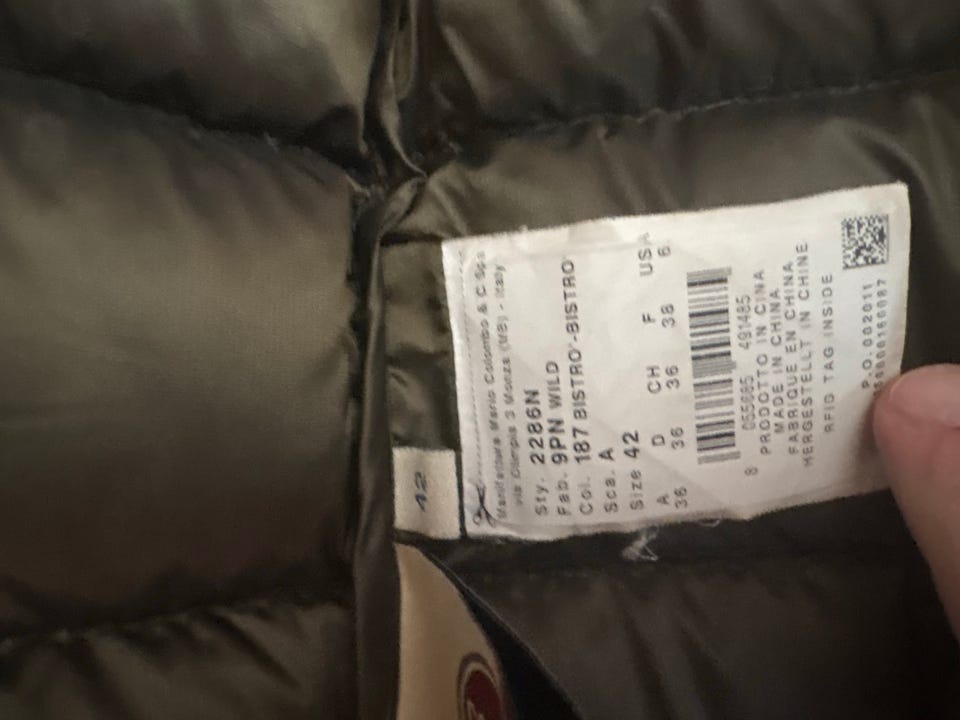 42
Manifattura Mario Colombo & C Spa
via Olimpia 3 Monza (MB) - Italy
Sty. 2286N
Fab. 9PN WILD
Col. 187 BISTRO'-BISTRO'
Sca. A
Size 42
A D CH F USA
36 36 36 38 6
8 055685 491485
PRODOTTO IN CINA
MADE IN CHINA
FABRIQUE EN CHINA
HERGESTELLT IN CHINE
RFID TAG INSIDE
P.O.002011